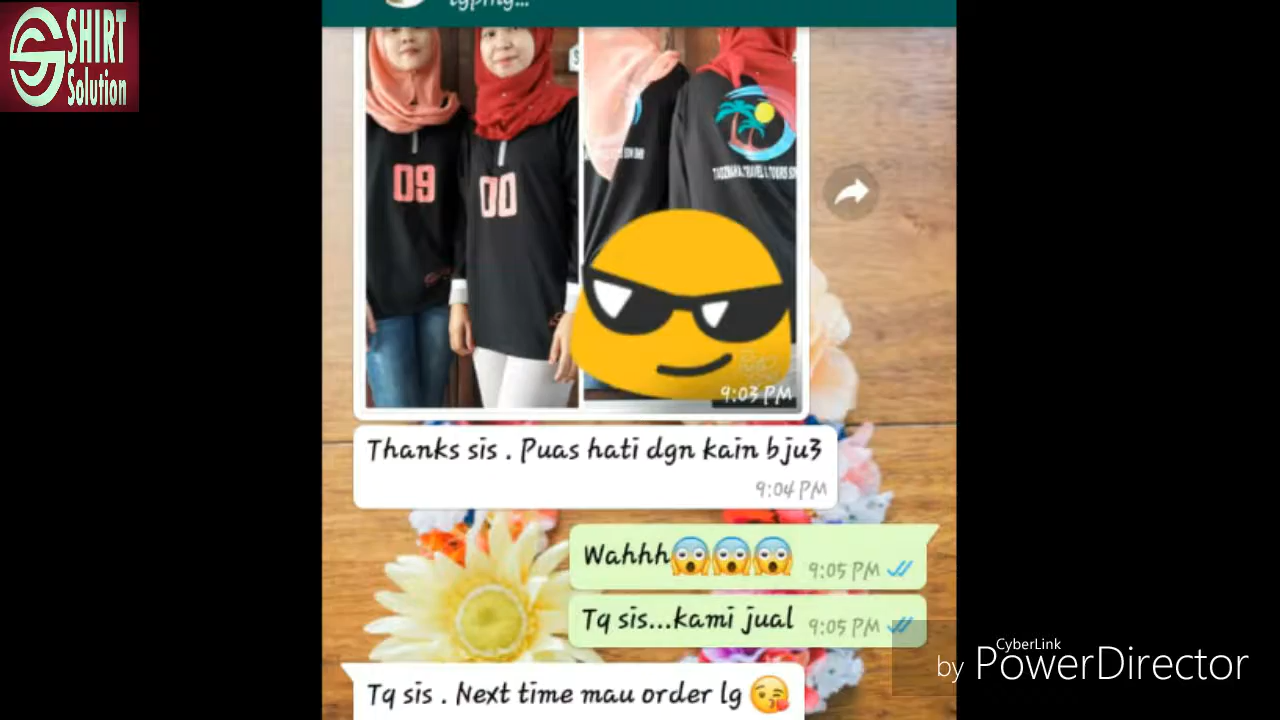 SHIRT
Solution
typing...
09
00
9:03 PM
Thanks sis . Puas hati dgn kain bju3
9:04 PM
Wahhh😱😱😱 9:05 PM
Tq sis...kami jual 9:05 PM
Tq sis . Next time mau order lg 😘
CyberLink
by PowerDirector